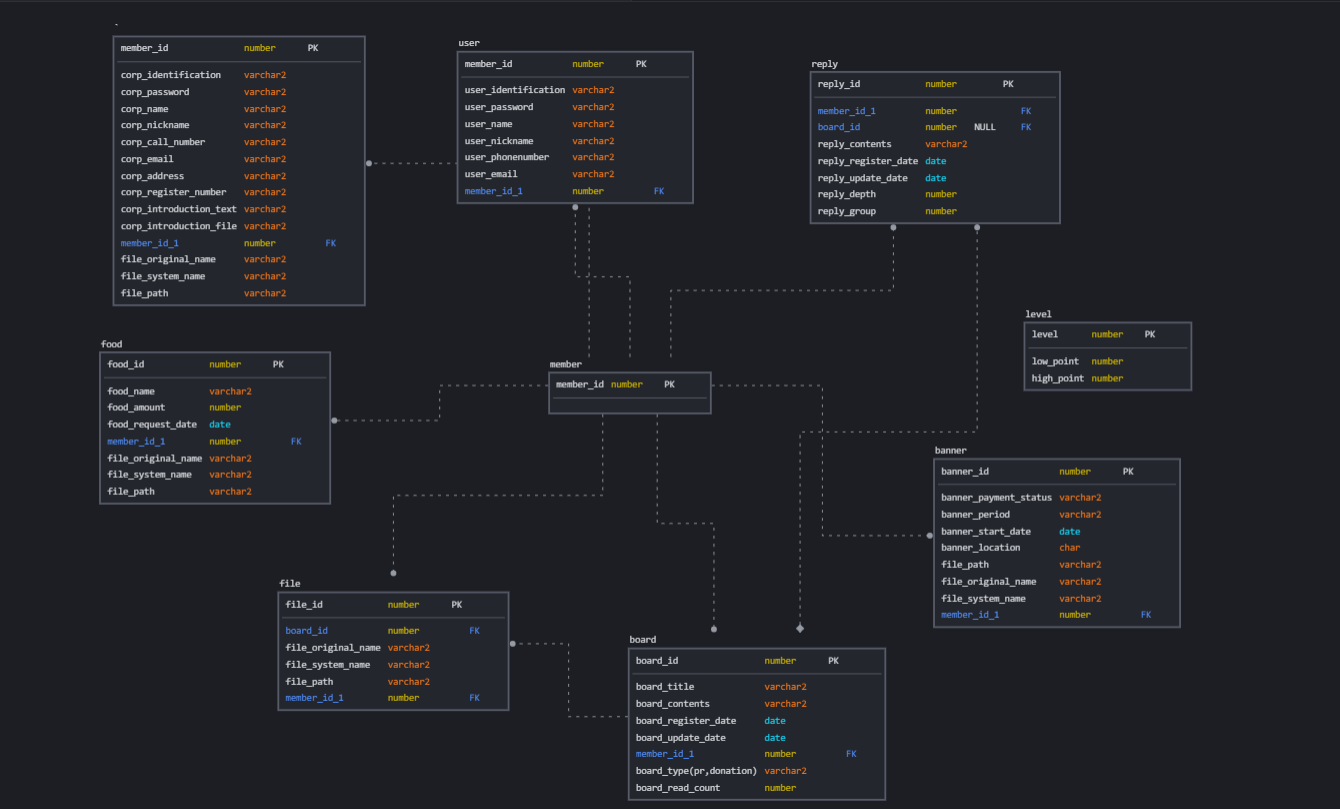 member_id number PK
corp_identification varchar2
corp_password varchar2
corp_name varchar2
corp_nickname varchar2
corp_call_number varchar2
corp_email varchar2
corp_address varchar2
corp_register_number varchar2
corp_introduction_text varchar2
corp_introduction_file varchar2
member_id_1 number FK
file_original_name varchar2
file_system_name varchar2
file_path varchar2
user
member_id number PK
user_identification varchar2
user_password varchar2
user_name varchar2
user_nickname varchar2
user_phonenumber varchar2
user_email varchar2
member_id_1 number FK
reply
reply_id number PK
member_id_1 number FK
board_id number NULL FK
reply_contents varchar2
reply_register_date date
reply_update_date date
reply_depth number
reply_group number
level
level number PK
low_point number
high_point number
food
food_id number PK
food_name varchar2
food_amount number
food_request_date date
member_id_1 number FK
file_original_name varchar2
file_system_name varchar2
file_path varchar2
member
member_id number PK
banner
banner_id number PK
banner_payment_status varchar2
banner_period varchar2
banner_start_date date
banner_location char
file_path varchar2
file_original_name varchar2
file_system_name varchar2
member_id_1 number FK
file
file_id number PK
board_id number FK
file_original_name varchar2
file_system_name varchar2
file_path varchar2
member_id_1 number FK
board
board_id number PK
board_title varchar2
board_contents varchar2
board_register_date date
board_update_date date
member_id_1 number FK
board_type(pr,donation) varchar2
board_read_count number